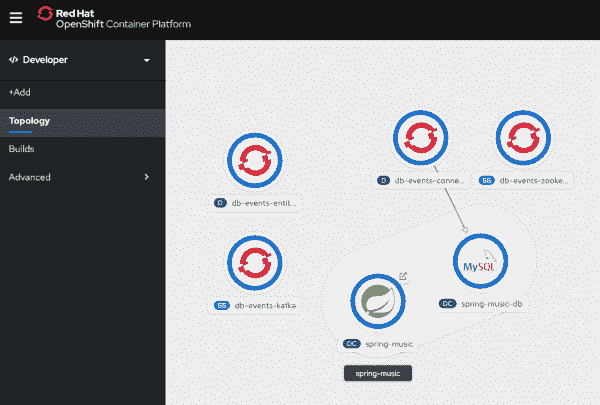 Red Hat
OpenShift Container Platform
</> Developer
+Add
Topology
Builds
Advanced
D db-events-entit...
D db-events-conne...
SS db-events-zooke...
SS db-events-kafka
MySQL
DC spring-music-db
DC spring-music
spring-music